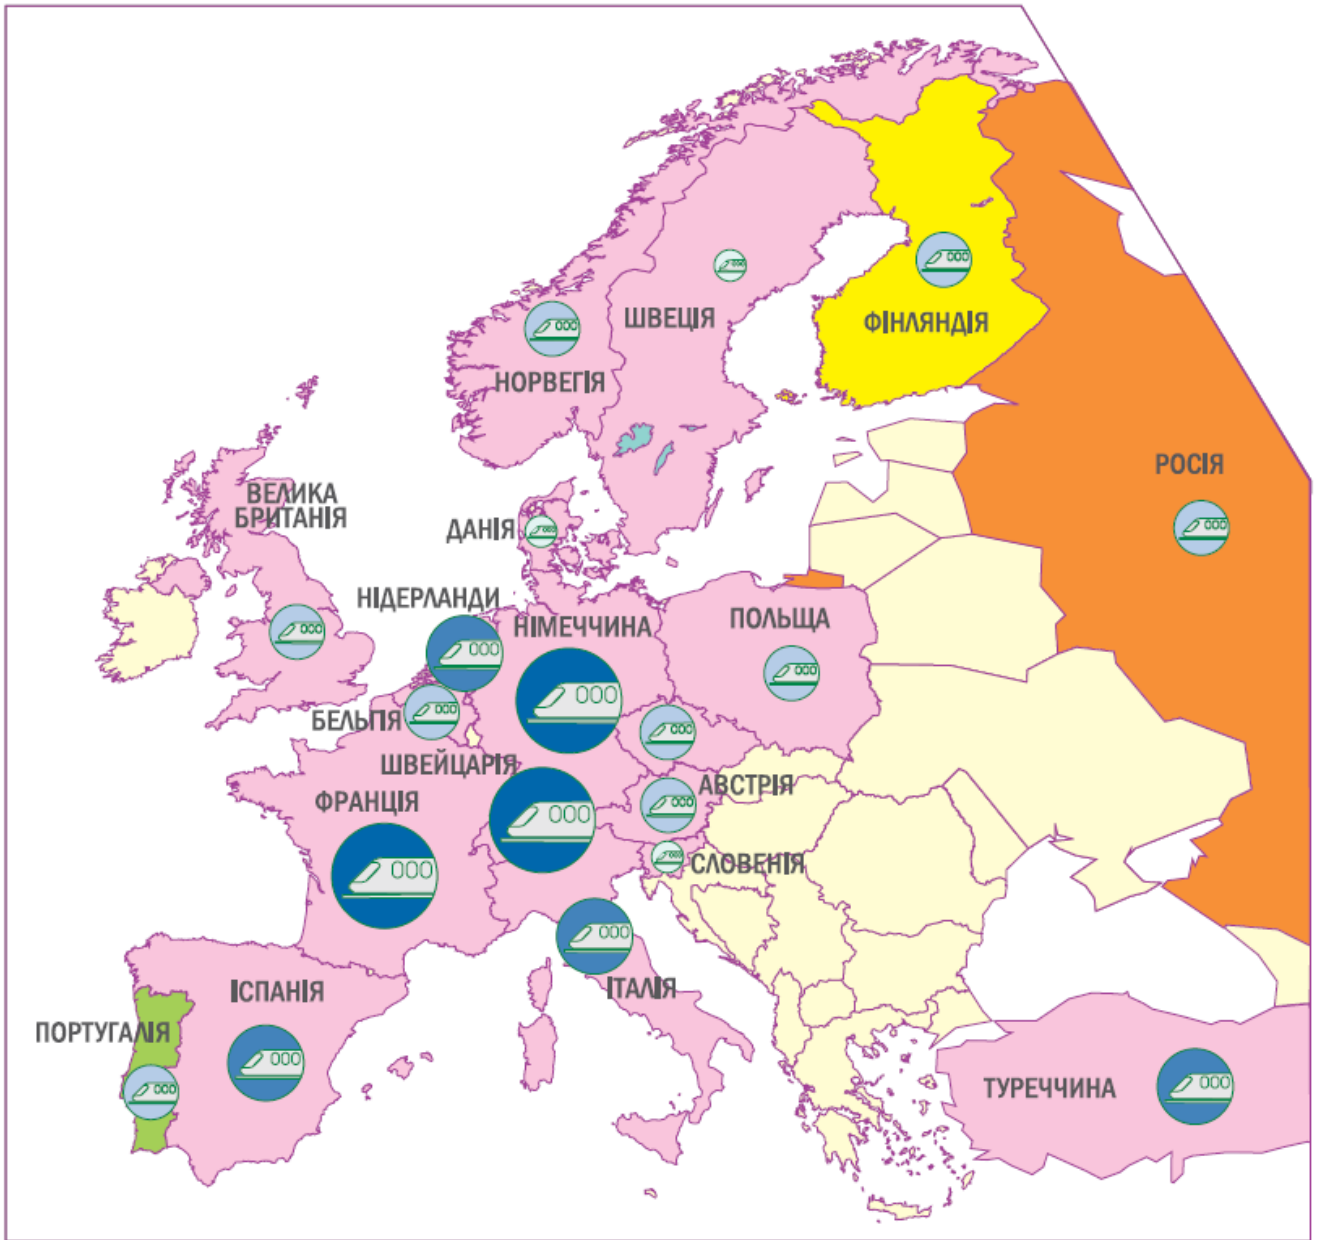 ШВЕЦІЯ
ФІНЛЯНДІЯ
НОРВЕГІЯ
РОСІЯ
ВЕЛИКА
БРИТАНІЯ
ДАНІЯ
НІДЕРЛАНДИ
НІМЕЧЧИНА
ПОЛЬЩА
БЕЛЬГІЯ
ШВЕЙЦАРІЯ
АВСТРІЯ
ФРАНЦІЯ
СЛОВЕНІЯ
ІСПАНІЯ
ІТАЛІЯ
ПОРТУГАЛІЯ
ТУРЕЧЧИНА